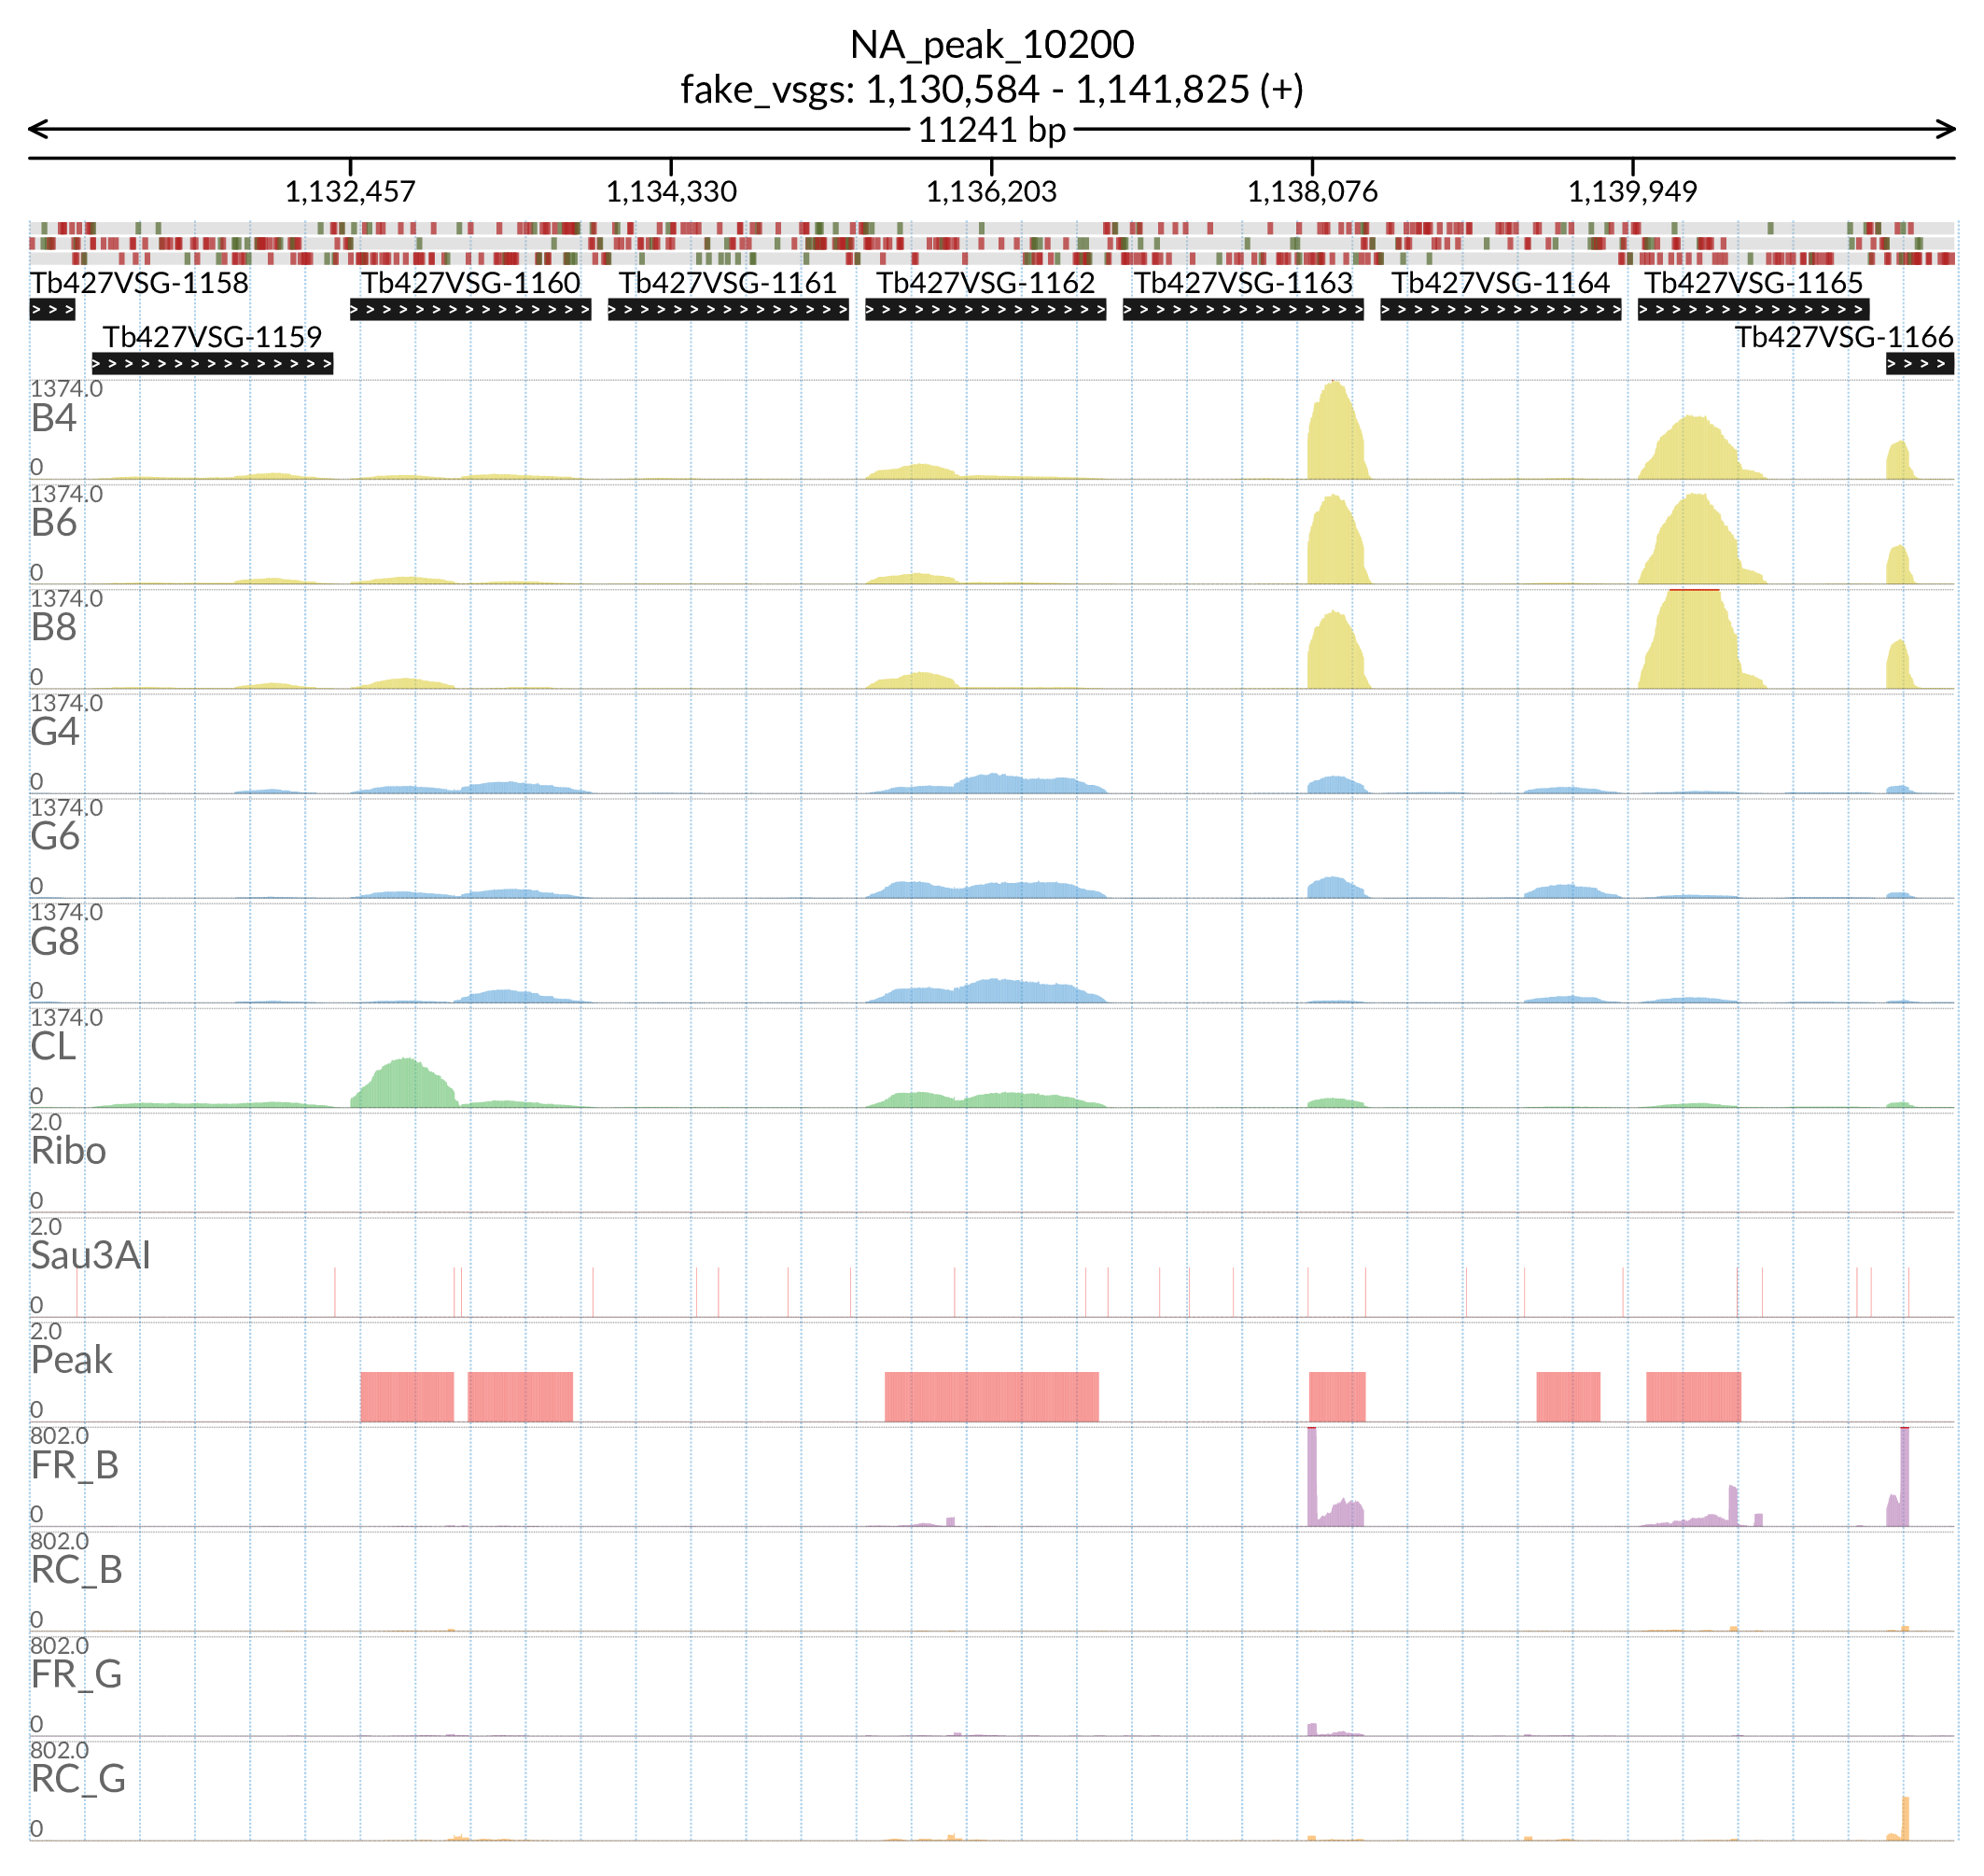 NA_peak_10200
fake_vsgs: 1,130,584 - 1,141,825 (+)
11241 bp
1,132,457 1,134,330 1,136,203 1,138,076 1,139,949
Tb427VSG-1158 Tb427VSG-1160 Tb427VSG-1161 Tb427VSG-1162 Tb427VSG-1163 Tb427VSG-1164 Tb427VSG-1165
Tb427VSG-1159 Tb427VSG-1166
1374.0
B4
0
1374.0
B6
0
1374.0
B8
0
1374.0
G4
0
1374.0
G6
0
1374.0
G8
0
1374.0
CL
0
2.0
Ribo
0
2.0
Sau3AI
0
2.0
Peak
0
802.0
FR_B
0
802.0
RC_B
0
802.0
FR_G
0
802.0
RC_G
0